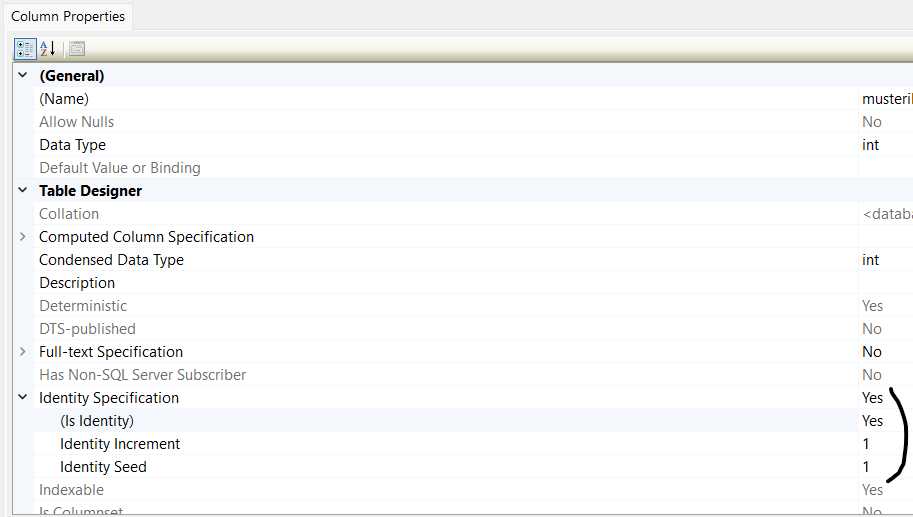 Column Properties
(General)
(Name)
Allow Nulls No
Data Type int
Default Value or Binding
Table Designer
Collation
Computed Column Specification
Condensed Data Type int
Description
Deterministic Yes
DTS-published No
Full-text Specification No
Has Non-SQL Server Subscriber No
Identity Specification Yes
(Is Identity) Yes
Identity Increment 1
Identity Seed 1
Indexable Yes
Is Columnset No